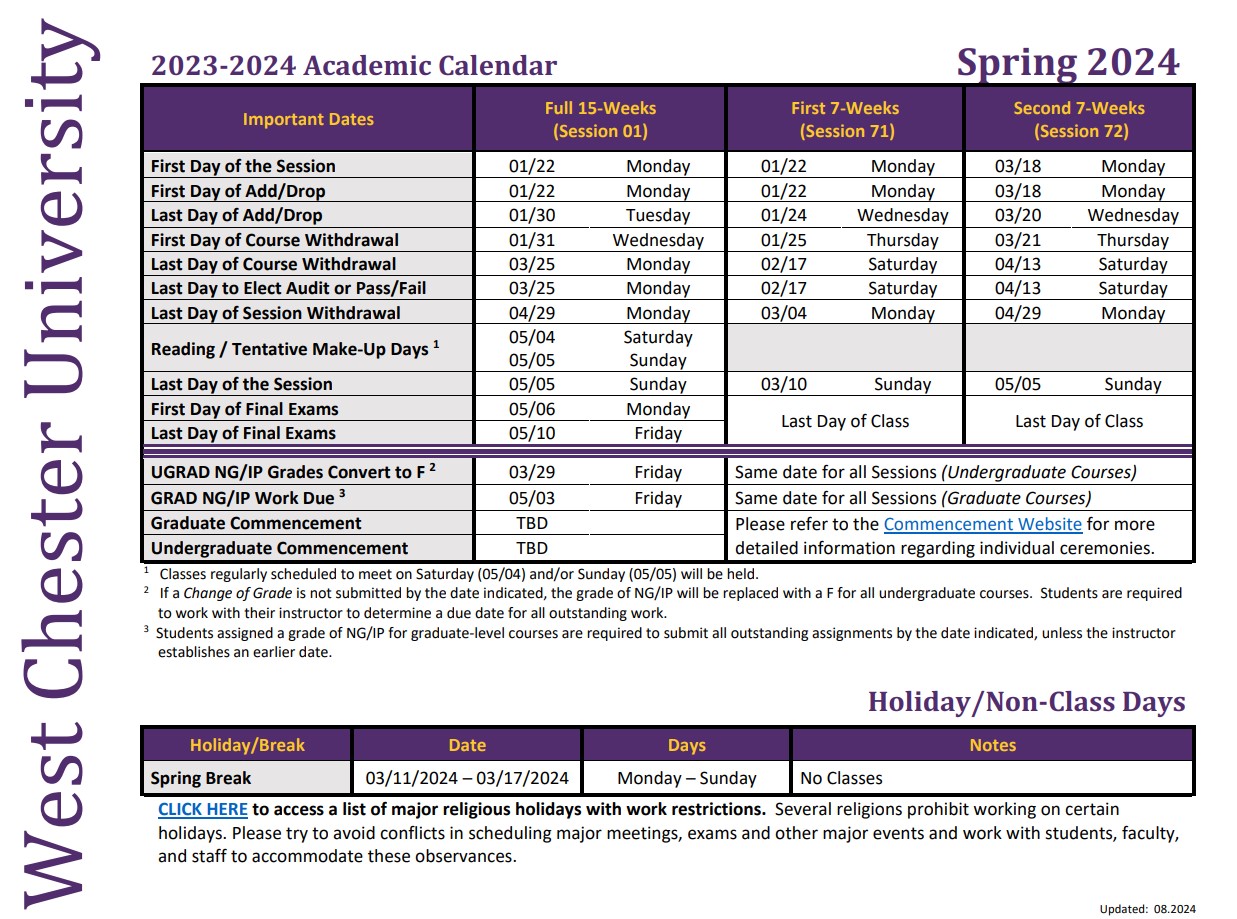 West Chester University
2023-2024 Academic Calendar Spring 2024
Important Dates Full 15-Weeks (Session 01) First 7-Weeks (Session 71) Second 7-Weeks (Session 72)
First Day of the Session 01/22 Monday 01/22 Monday 03/18 Monday
First Day of Add/Drop 01/22 Monday 01/22 Monday 03/18 Monday
Last Day of Add/Drop 01/30 Tuesday 01/24 Wednesday 03/20 Wednesday
First Day of Course Withdrawal 01/31 Wednesday 01/25 Thursday 03/21 Thursday
Last Day of Course Withdrawal 03/25 Monday 02/17 Saturday 04/13 Saturday
Last Day to Elect Audit or Pass/Fail 03/25 Monday 02/17 Saturday 04/13 Saturday
Last Day of Session Withdrawal 04/29 Monday 03/04 Monday 04/29 Monday
Reading / Tentative Make-Up Days 1 05/04 Saturday
05/05 Sunday
Last Day of the Session 05/05 Sunday 03/10 Sunday 05/05 Sunday
First Day of Final Exams 05/06 Monday Last Day of Class Last Day of Class
Last Day of Final Exams 05/10 Friday
UGRAD NG/IP Grades Convert to F 2 03/29 Friday Same date for all Sessions (Undergraduate Courses)
GRAD NG/IP Work Due 3 05/03 Friday Same date for all Sessions (Graduate Courses)
Graduate Commencement TBD Please refer to the Commencement Website for more
Undergraduate Commencement TBD detailed information regarding individual ceremonies.
1 Classes regularly scheduled to meet on Saturday (05/04) and/or Sunday (05/05) will be held.
2 If a Change of Grade is not submitted by the date indicated, the grade of NG/IP will be replaced with a F for all undergraduate courses. Students are required
to work with their instructor to determine a due date for all outstanding work.
3 Students assigned a grade of NG/IP for graduate-level courses are required to submit all outstanding assignments by the date indicated, unless the instructor
establishes an earlier date.
Holiday/Non-Class Days
Holiday/Break Date Days Notes
Spring Break 03/11/2024 – 03/17/2024 Monday – Sunday No Classes
CLICK HERE to access a list of major religious holidays with work restrictions. Several religions prohibit working on certain
holidays. Please try to avoid conflicts in scheduling major meetings, exams and other major events and work with students, faculty,
and staff to accommodate these observances.
Updated: 08.2024